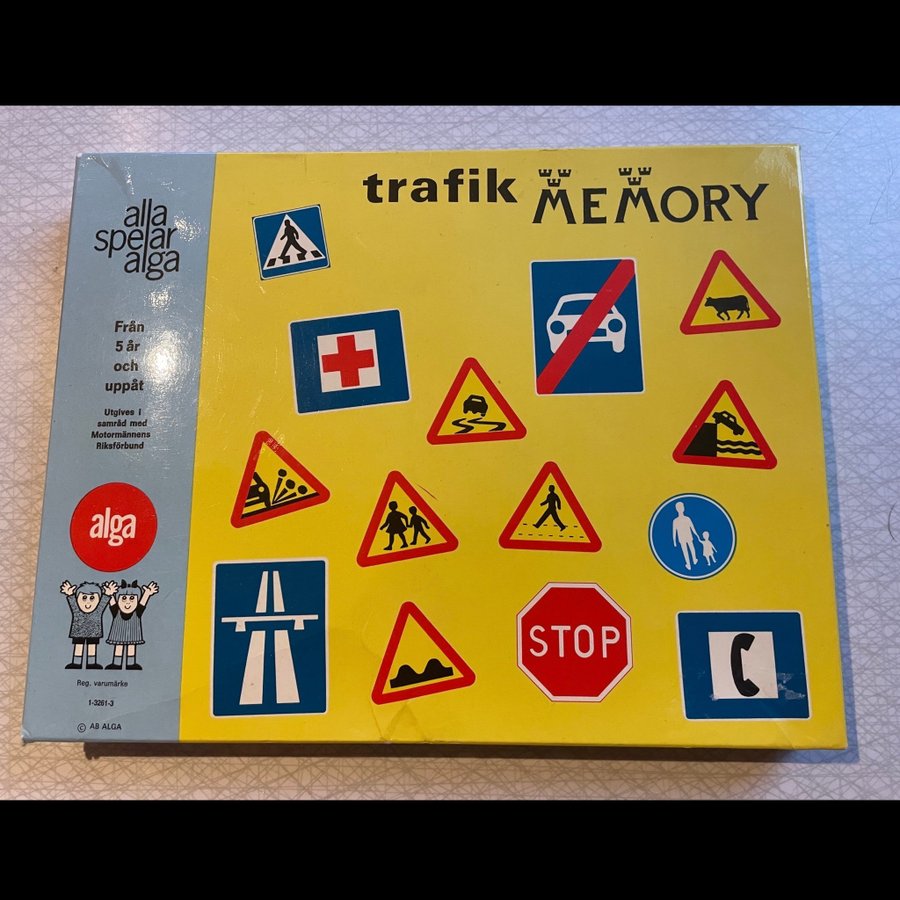 trafik MEMORY
alla
spelar
alga
Från
5 år
och
uppåt
Utgives i
samråd med
Motormännens
Riksförbund
alga
Reg. varumärke
1-3261-3
© AB ALGA
STOP